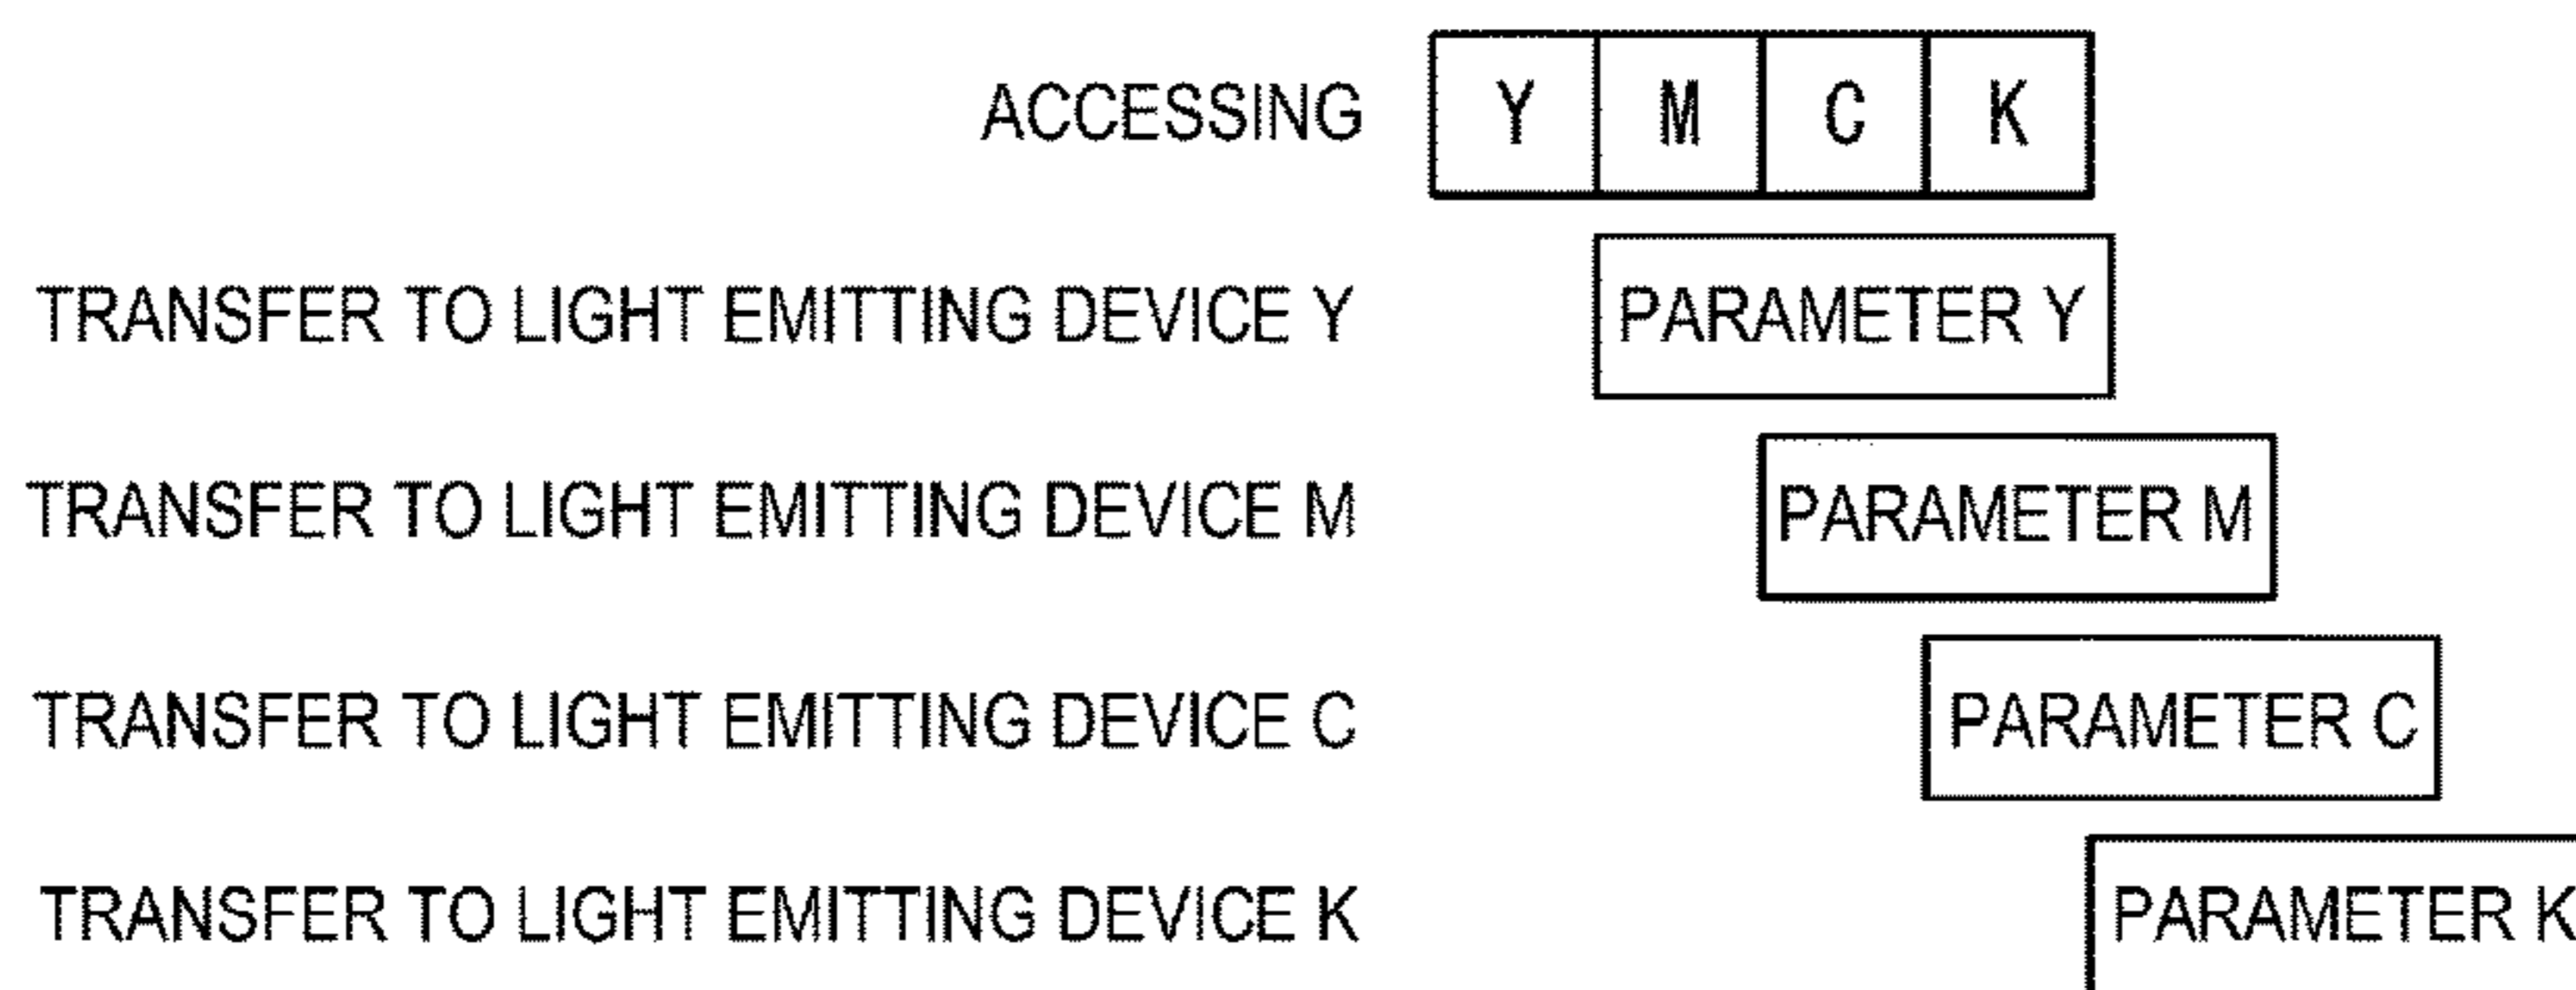 ACCESSING Y M C K
TRANSFER TO LIGHT EMITTING DEVICE Y PARAMETER Y
TRANSFER TO LIGHT EMITTING DEVICE M PARAMETER M
TRANSFER TO LIGHT EMITTING DEVICE C PARAMETER C
TRANSFER TO LIGHT EMITTING DEVICE K PARAMETER K